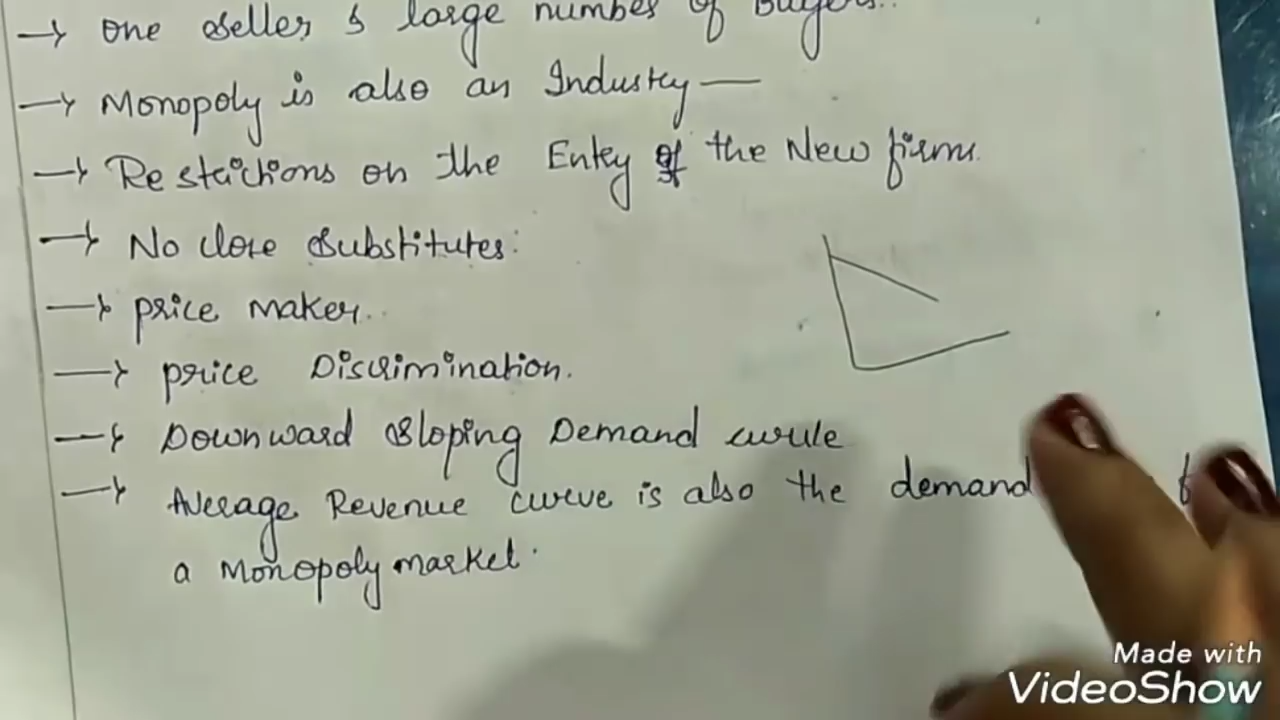 → One seller & large number of Buyers..
→ Monopoly is also an Industry —
→ Restrictions on the Entry of the New firms.
→ No close substitutes:
→ price maker..
→ price Discrimination.
→ Downward Sloping Demand curve
→ Average Revenue curve is also the demand
a Monopoly market.
Made with
VideoShow